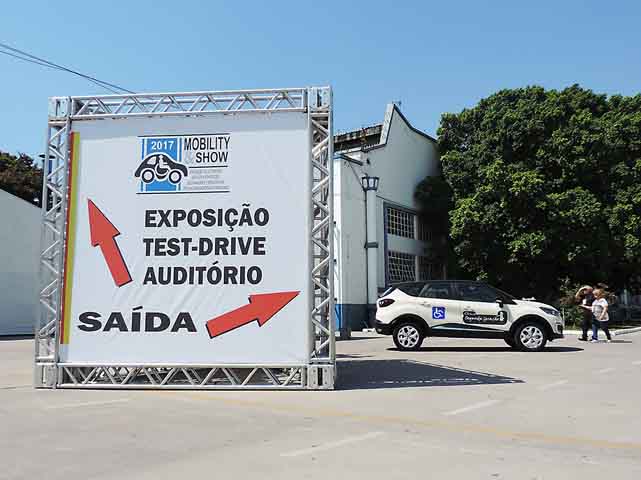 2017
MOBILITY
& SHOW
EXPOSIÇÃO
TEST-DRIVE
AUDITÓRIO
SAÍDA